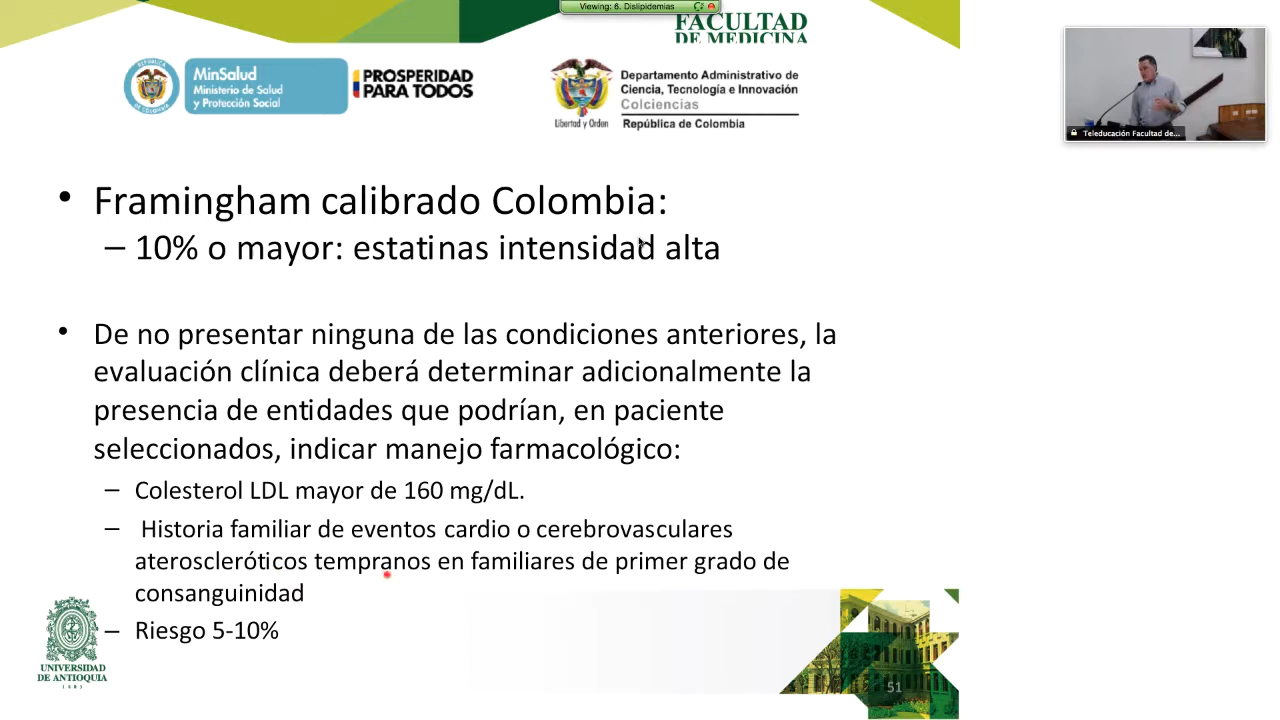 Viewing: 6. Dislipidemias
FACULTAD
DE MEDICINA
REPÚBLICA
DE COLOMBIA
MinSalud
Ministerio de Salud
y Protección Social
PROSPERIDAD
PARA TODOS
Libertad y Orden
Departamento Administrativo de
Ciencia, Tecnología e Innovación
Colciencias
República de Colombia
Teleducación Facultad de...
• Framingham calibrado Colombia:
– 10% o mayor: estatinas intensidad alta
• De no presentar ninguna de las condiciones anteriores, la
evaluación clínica deberá determinar adicionalmente la
presencia de entidades que podrían, en paciente
seleccionados, indicar manejo farmacológico:
– Colesterol LDL mayor de 160 mg/dL.
– Historia familiar de eventos cardio o cerebrovasculares
ateroscleróticos tempranos en familiares de primer grado de
consanguinidad
– Riesgo 5-10%
UNIVERSIDAD
DE ANTIOQUIA
1803
51